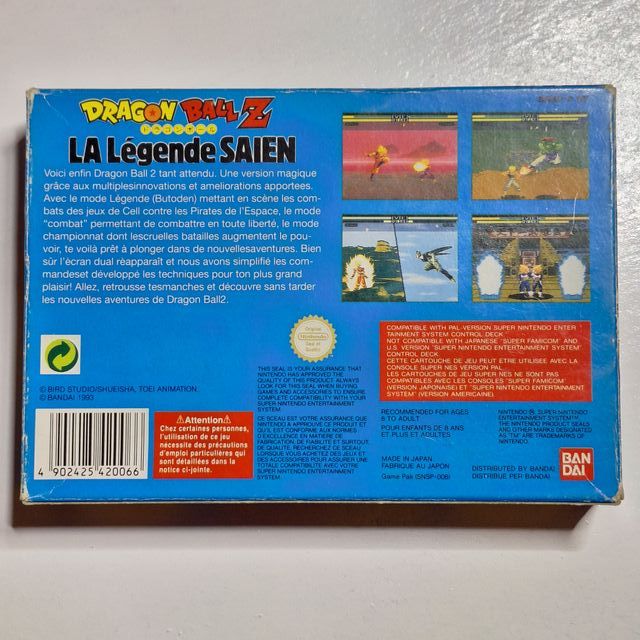 DRAGON BALL Z
ドラゴンボール
LA Légende SAIEN
Voici enfin Dragon Ball 2 tant attendu. Une version magique
grâce aux multiplesinnovations et ameliorations apportees.
Avec le mode Légende (Butoden) mettant en scène les com-
bats des jeux de Cell contre les Pirates de l'Espace, le mode
"combat" permettant de combattre en toute liberté, le mode
championnat dont lescruelles batailles augmentent le pou-
voir, te voilà prêt à plonger dans de nouvellesaventures. Bien
sûr l'écran dual réapparaît et nous avons simplifié les com-
mandeset développé les techniques pour ton plus grand
plaisir! Allez, retrousse tesmanches et découvre sans tarder
les nouvelles aventures de Dragon Ball2.
© BIRD STUDIO/SHUEISHA, TOEI ANIMATION.
© BANDAI 1993
4 902425 420066
⚠Attention⚠
Chez certaines personnes,
l'utilisation de ce jeu
nécessite des précautions
d'emploi particulières qui
sont détaillées dans la
notice ci-jointe.
Original
Nintendo
Seal of
Quality
THIS SEAL IS YOUR ASSURANCE THAT
NINTENDO HAS APPROVED THE
QUALITY OF THIS PRODUCT ALWAYS
LOOK FOR THIS SEAL WHEN BUYING
GAMES AND ACCESSORIES TO ENSURE
COMPLETE COMPATIBILITY WITH YOUR
SUPER NINTENDO ENTERTAINMENT
SYSTEM.
CE SCEAU EST VOTRE ASSURANCE QUE
NINTENDO A APPROUVE CE PRODUIT ET
QU'IL EST CONFORME AUX NORMES
D'EXCELLENCE EN MATIERE DE
FABRICATION, DE FIABILITE ET SURTOUT,
DE QUALITE. RECHERCHEZ CE SCEAU
LORSQUE VOUS ACHETEZ DES JEUX ET
DES ACCESSOIRES POUR ASSURER UNE
TOTALE COMPATIBILITE AVEC VOTRE
SUPER NINTENDO ENTERTAINMENT
SYSTEM.
COMPATIBLE WITH PAL-VERSION SUPER NINTENDO ENTER
TAINMENT SYSTEM CONTROL DECK.
NOT COMPATIBLE WITH JAPANESE "SUPER FAMICOM" AND
U.S. VERSION "SUPER NINTENDO ENTERTAINMENT SYSTEM"
CONTROL DECK.
CETTE CARTOUCHE DE JEU PEUT ETRE UTILISEE AVEC LA
CONSOLE SUPER NES VERSION PAL.
LES CARTOUCHES DE JEU SUPER NES NE SONT PAS
COMPATIBLES AVEC LES CONSOLES "SUPER FAMICOM"
(VERSION JAPONAISE) ET "SUPER NINTENDO ENTERTAINMENT
SYSTEM" (VERSION AMERICAINE)
RECOMMENDED FOR AGES
8 TO ADULT
POUR ENFANTS DE 8 ANS
ET PLUS ET ADULTES
NINTENDO ®, SUPER NINTENDO
ENTERTAINMENT SYSTEM™,
THE NINTENDO PRODUCT SEALS
AND OTHER MARKS DESIGNATED
AS "TM" ARE TRADEMARKS OF
NINTENDO.
MADE IN JAPAN
FABRIQUE AU JAPON
Game Pak (SNSP-006)
DISTRIBUTED BY BANDAI
DISTRIBUE PAR BANDAI
BAN
DAI